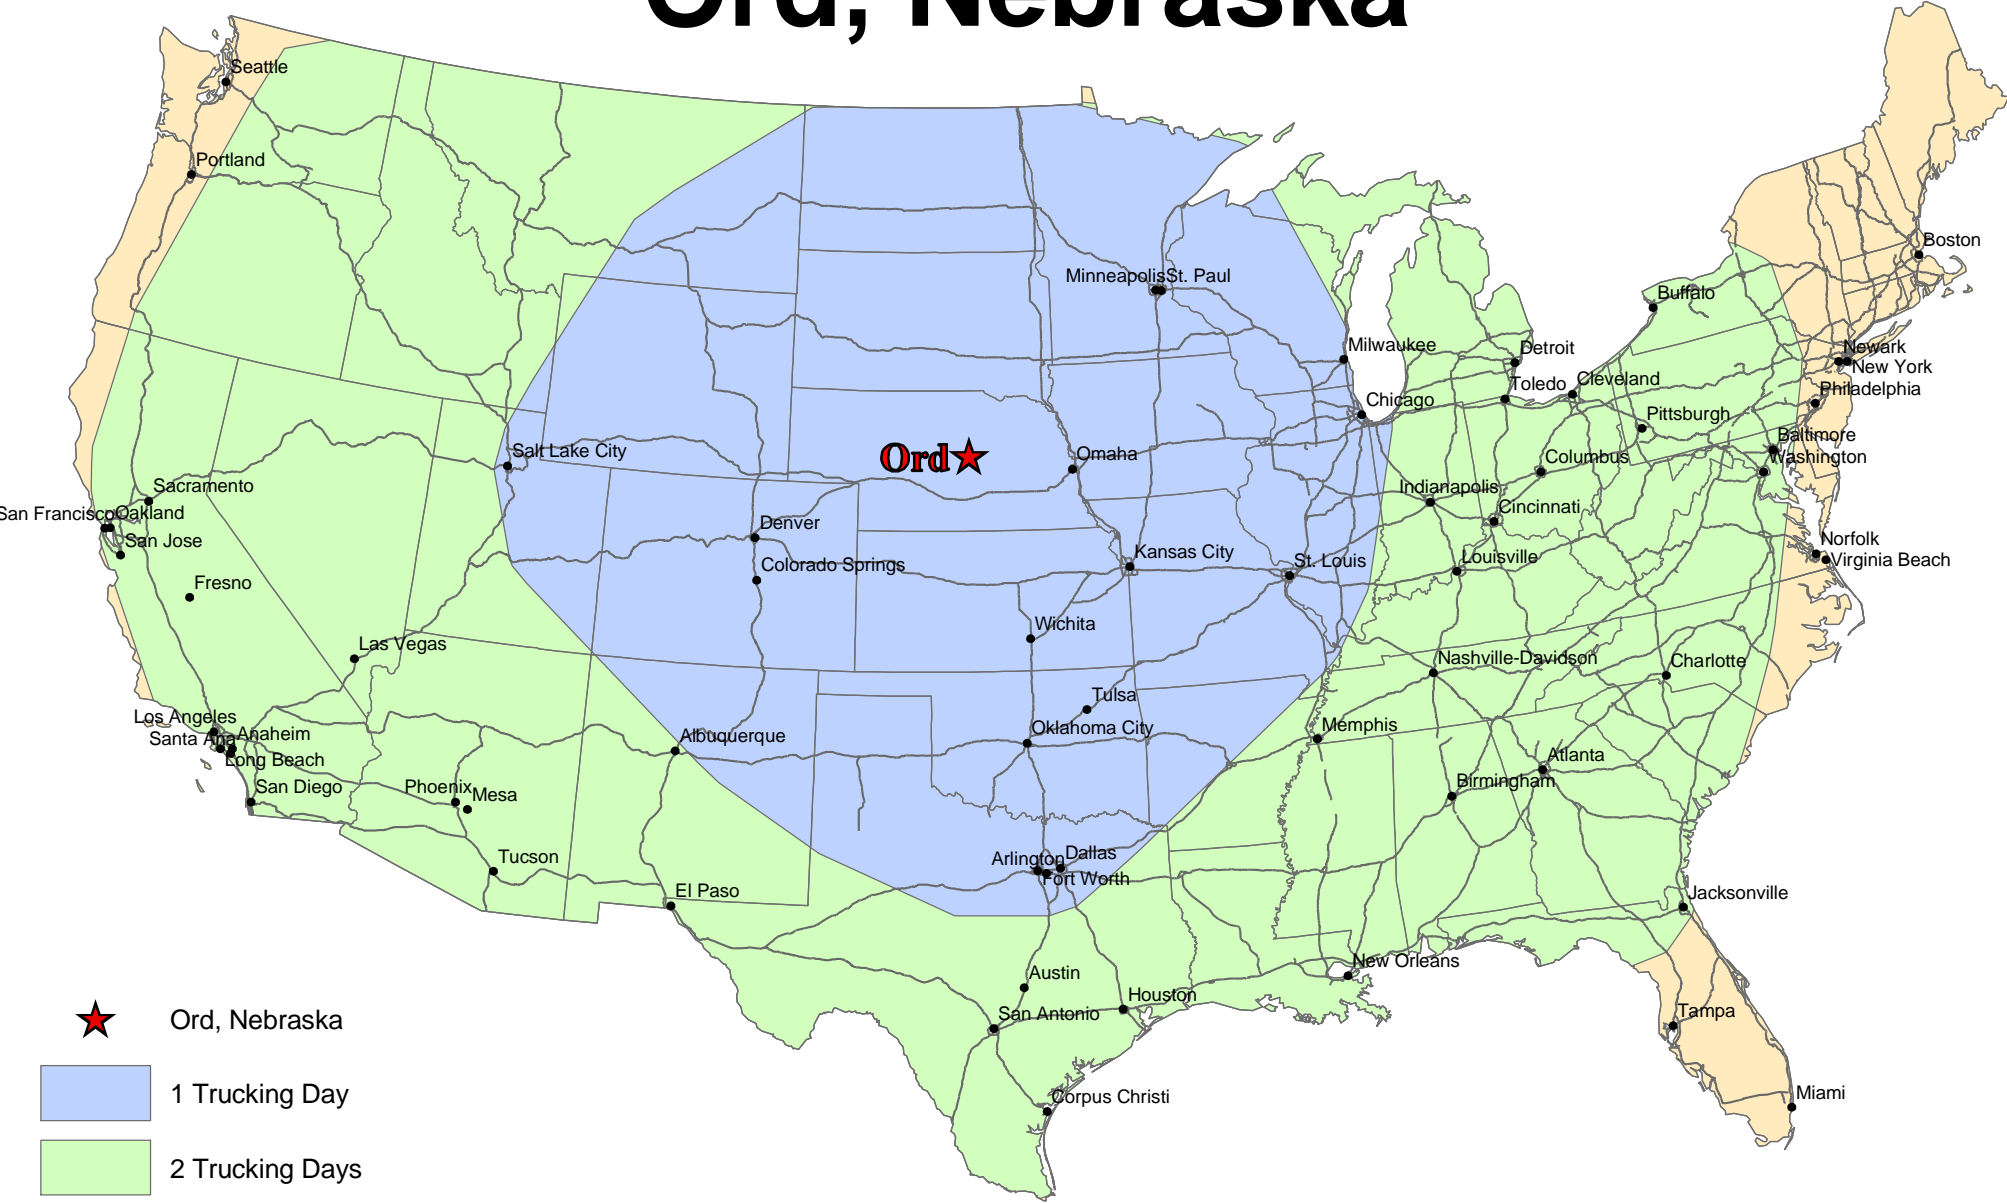 Ord, Nebraska
Seattle
Portland
Boston
MinneapolisSt. Paul
Buffalo
Milwaukee
Detroit
Newark
New York
Toledo
Cleveland
Philadelphia
Chicago
Pittsburgh
Baltimore
Washington
Salt Lake City
Ord
Omaha
Columbus
Sacramento
Indianapolis
San Francisco
Oakland
Cincinnati
Denver
San Jose
Norfolk
Kansas City
St. Louis
Louisville
Virginia Beach
Colorado Springs
Fresno
Wichita
Las Vegas
Nashville-Davidson
Charlotte
Tulsa
Los Angeles
Memphis
Oklahoma City
Santa Ana
Anaheim
Albuquerque
Long Beach
Atlanta
San Diego
Phoenix
Mesa
Birmingham
Tucson
Arlington
Dallas
Fort Worth
El Paso
Jacksonville
Austin
New Orleans
Houston
San Antonio
Tampa
Corpus Christi
Miami
Ord, Nebraska
1 Trucking Day
2 Trucking Days